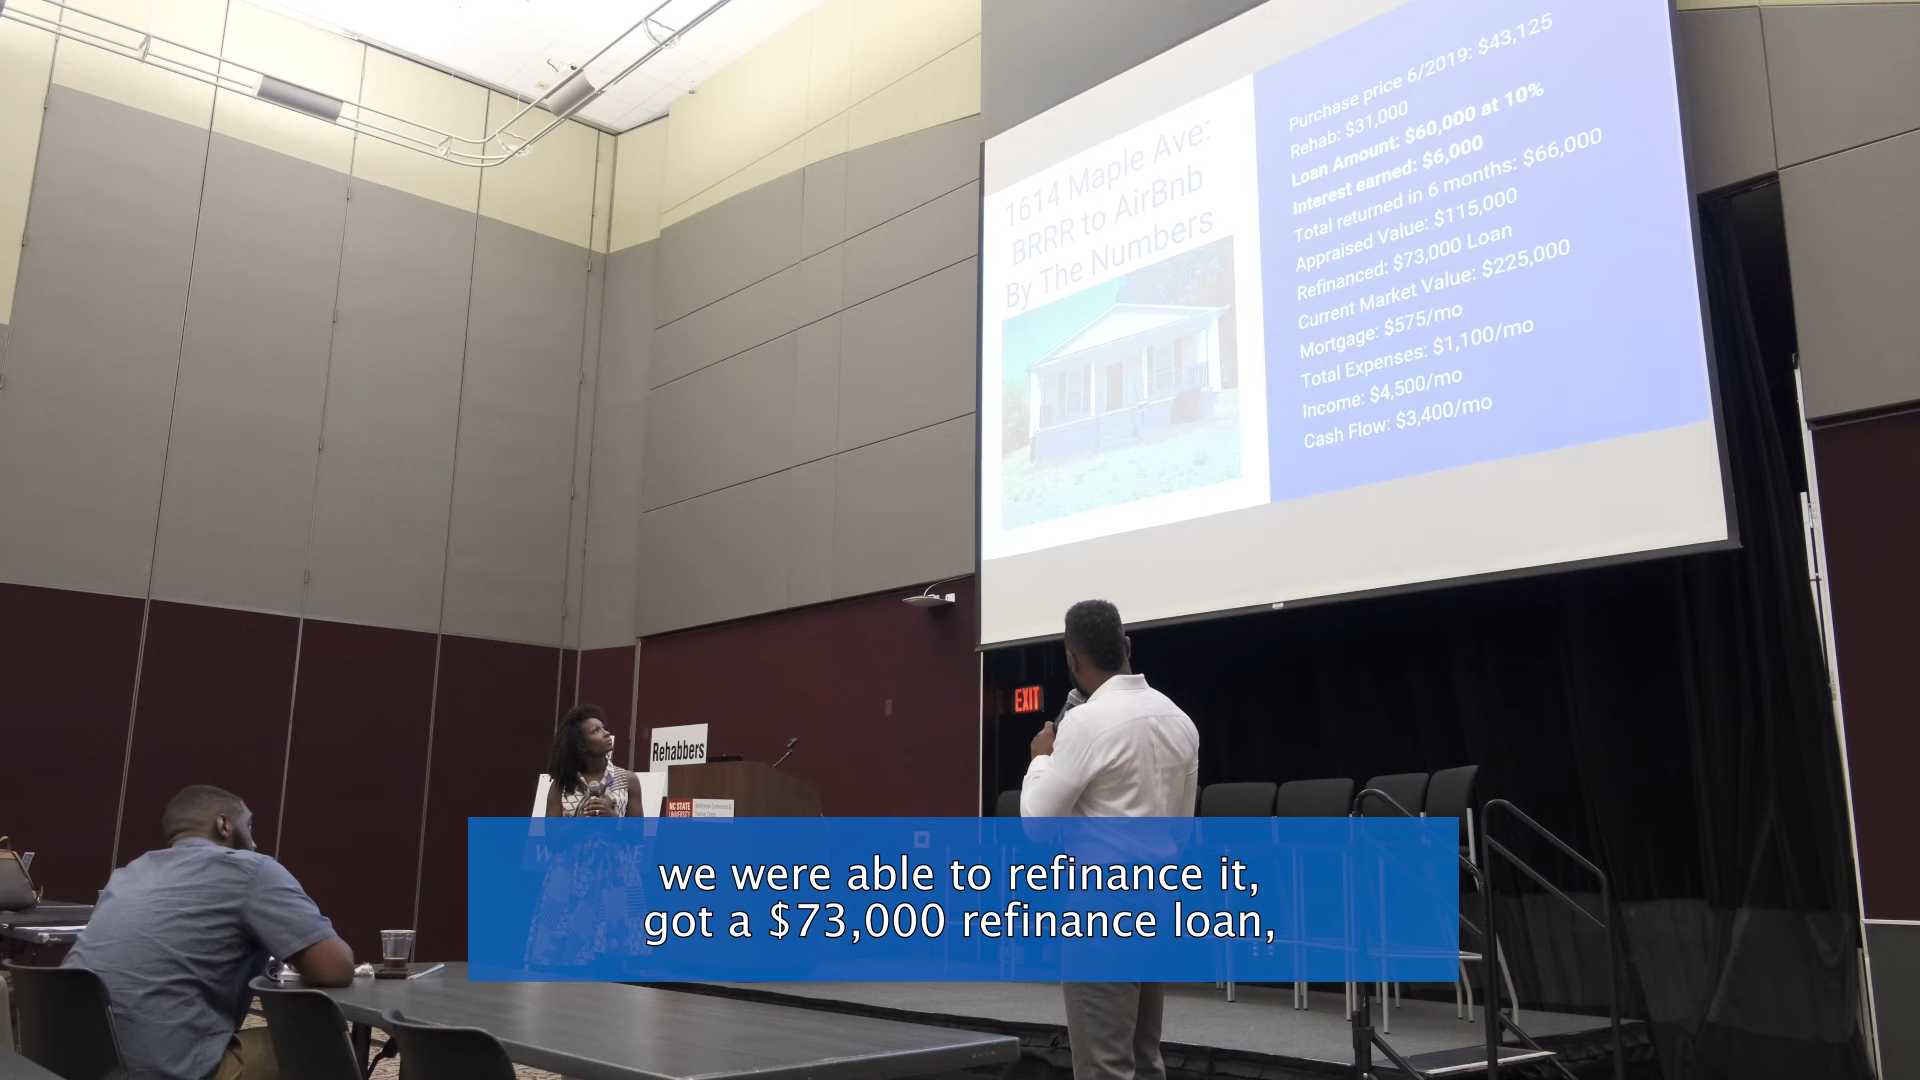 1614 Maple Ave:
BRRR to AirBnb
By The Numbers
Purchase price 6/2019: $43,125
Rehab: $31,000
Loan Amount: $60,000 at 10%
Interest earned: $6,000
Total returned in 6 months: $66,000
Appraised Value: $115,000
Refinanced: $73,000 Loan
Current Market Value: $225,000
Mortgage: $575/mo
Total Expenses: $1,100/mo
Income: $4,500/mo
Cash Flow: $3,400/mo
EXIT
Rehabbers
NC STATE
UNIVERSITY
we were able to refinance it,
got a $73,000 refinance loan,